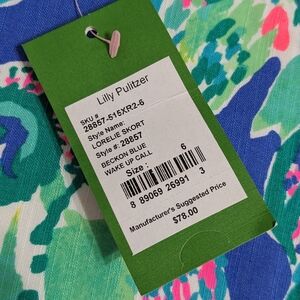 Lilly Pulitzer
SKU #
28857-515XR2-6
Style Name:
LORELIE SKORT
Style #: 28857
BECKON BLUE
WAKE UP CALL
Size : 6
8 89069 26991 3
Manufacturer's Suggested Price
$78.00